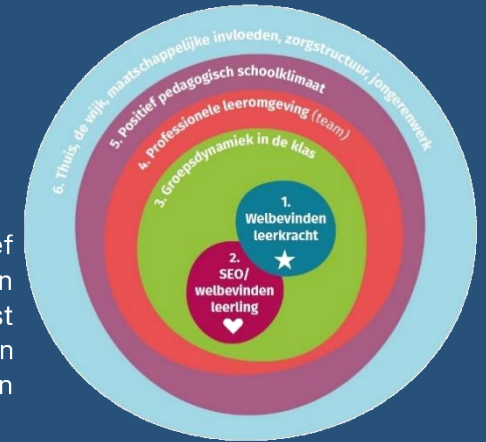 6. Thuis, de wijk, maatschappelijke invloeden, zorgstructuur, jongerenwerk
5. Positief pedagogisch schoolklimaat
4. Professionele leeromgeving (team)
3. Groepsdynamiek in de klas
1.
Welbevinden
leerkracht
2.
SEO/
welbevinden
leerling